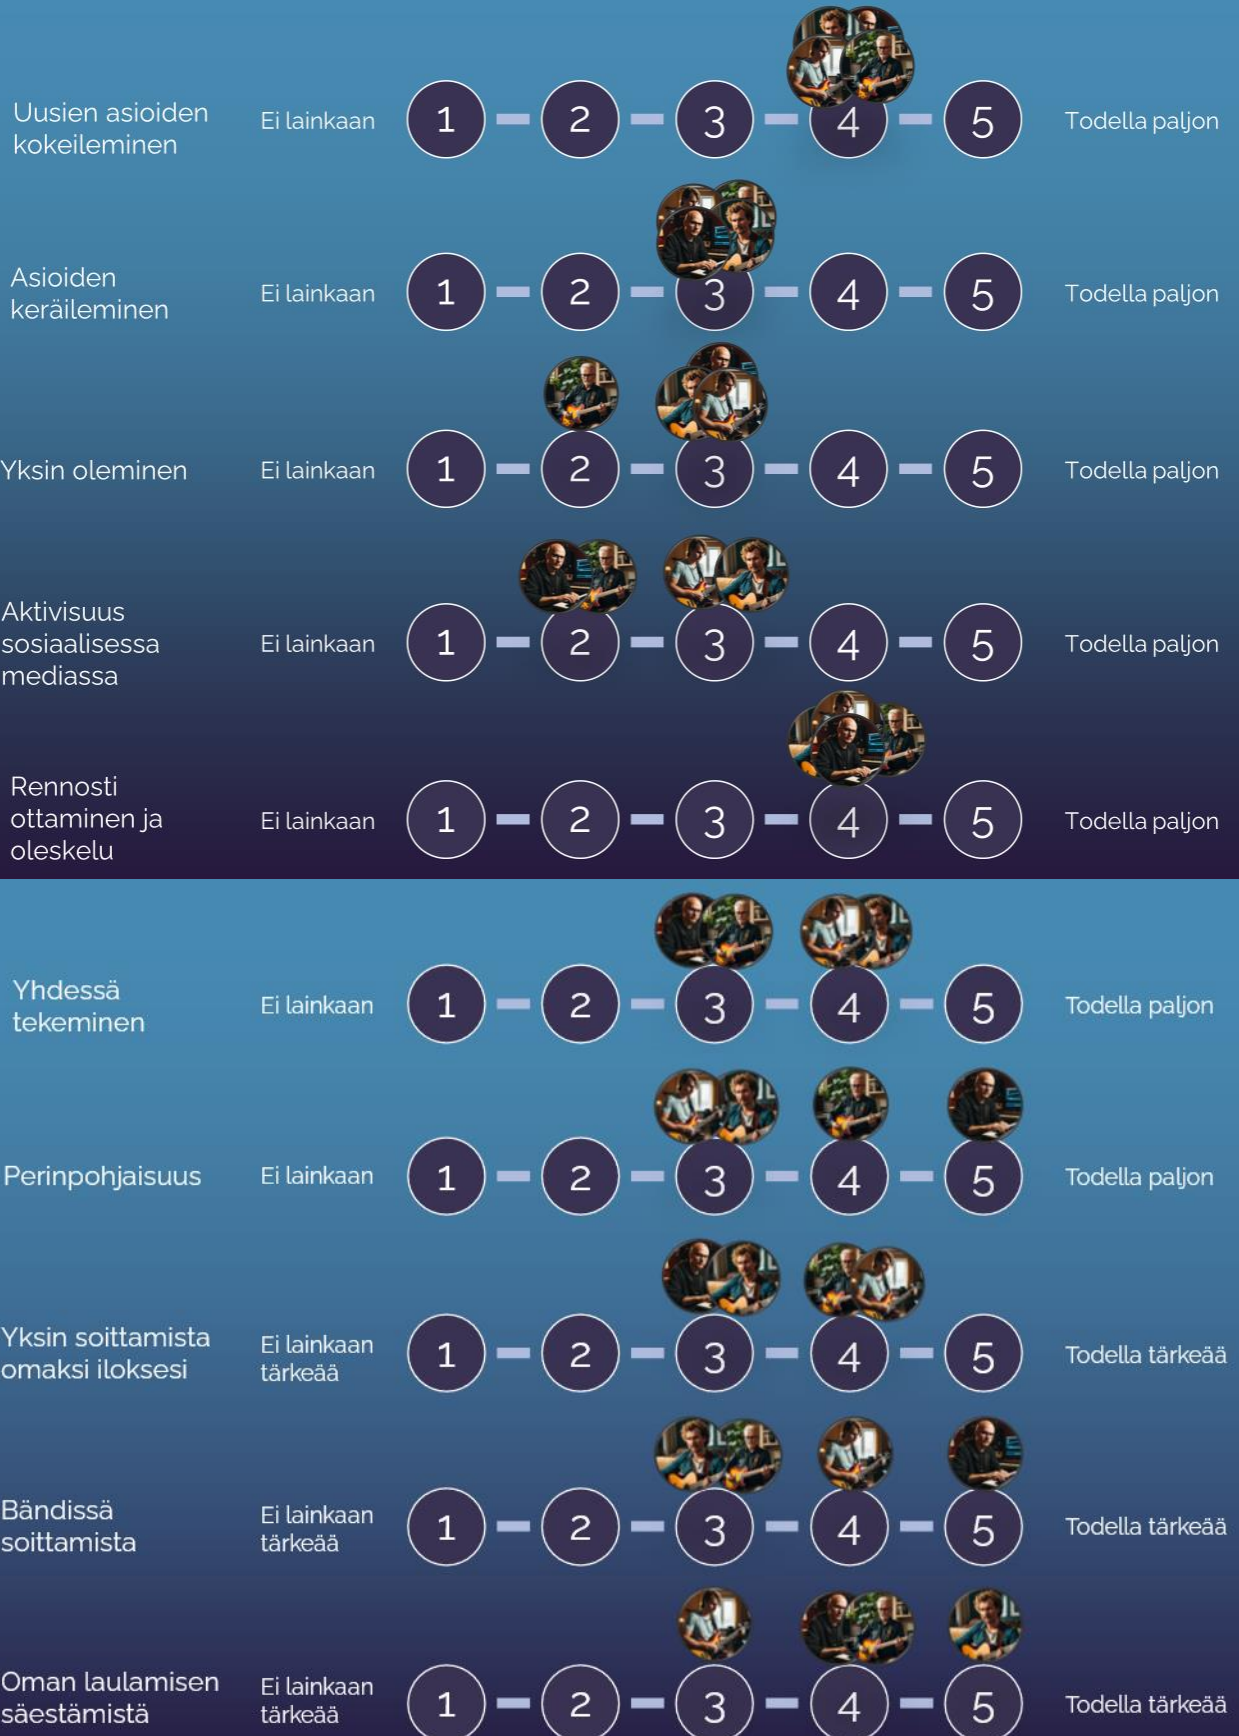 Uusien asioiden
kokeileminen
Ei lainkaan
1
2
3
4
5
Todella paljon
Asioiden
keräileminen
Ei lainkaan
1
2
3
4
5
Todella paljon
Yksin oleminen
Ei lainkaan
1
2
3
4
5
Todella paljon
Aktivisuus
sosiaalisessa
mediassa
Ei lainkaan
1
2
3
4
5
Todella paljon
Rennosti
ottaminen ja
oleskelu
Ei lainkaan
1
2
3
4
5
Todella paljon
Yhdessä
tekeminen
Ei lainkaan
1
2
3
4
5
Todella paljon
Perinpohjaisuus
Ei lainkaan
1
2
3
4
5
Todella paljon
Yksin soittamista
omaksi iloksesi
Ei lainkaan
tärkeää
1
2
3
4
5
Todella tärkeää
Bändissä
soittamista
Ei lainkaan
tärkeää
1
2
3
4
5
Todella tärkeää
Oman laulamisen
säestämistä
Ei lainkaan
tärkeää
1
2
3
4
5
Todella tärkeää